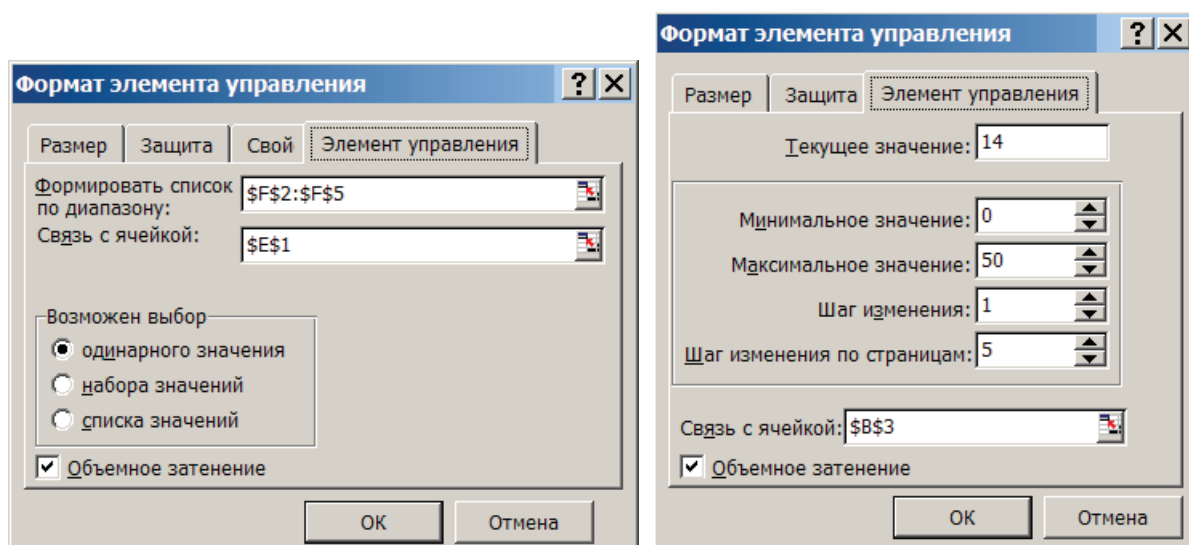 Формат элемента управления
Размер Защита Свой Элемент управления
Формировать список
по диапазону:
$F$2:$F$5
Связь с ячейкой:
$E$1
Возможен выбор
одинарного значения
набора значений
списка значений
Объемное затенение
ОК Отмена
Формат элемента управления
Размер Защита Элемент управления
Текущее значение: 14
Минимальное значение: 0
Максимальное значение: 50
Шаг изменения: 1
Шаг изменения по страницам: 5
Связь с ячейкой: $B$3
Объемное затенение
ОК Отмена